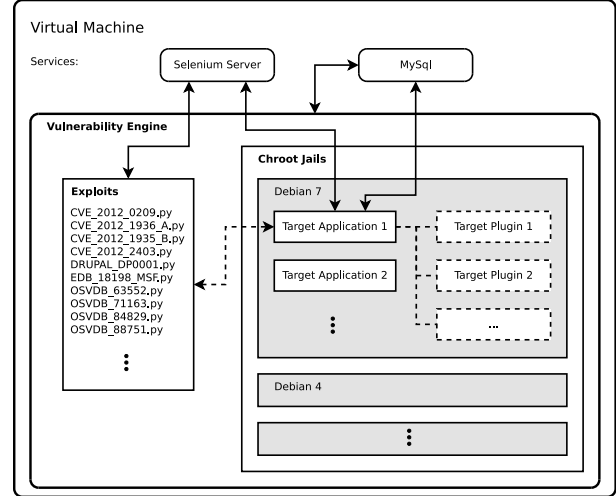 Virtual Machine
Services:
Selenium Server
MySql
Vulnerability Engine
Exploits
CVE_2012_0209.py
CVE_2012_1936_A.py
CVE_2012_1935_B.py
CVE_2012_2403.py
DRUPAL_DP0001.py
EDB_18198_MSF.py
OSVDB_63552.py
OSVDB_71163.py
OSVDB_84829.py
OSVDB_88751.py
Chroot Jails
Debian 7
Target Application 1
Target Plugin 1
Target Application 2
Target Plugin 2
...
Debian 4